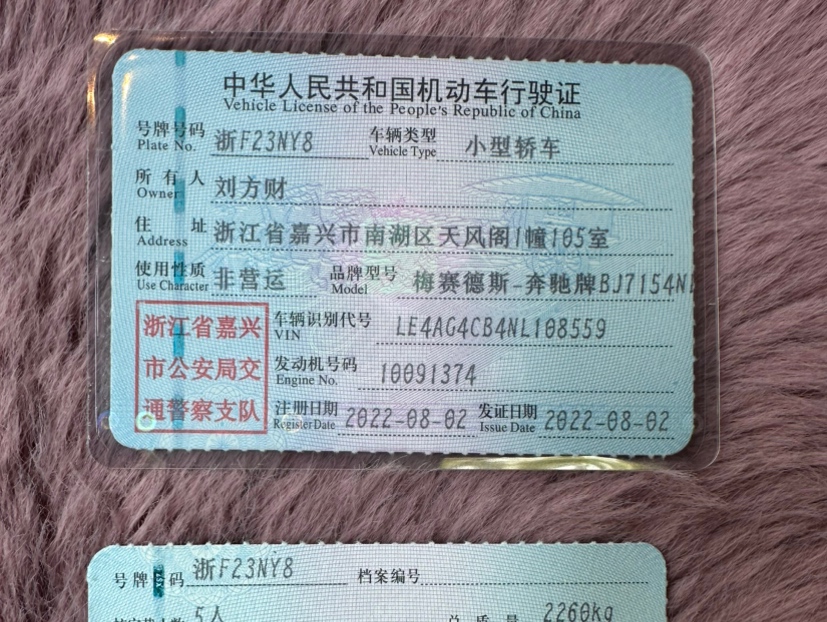 中华人民共和国机动车行驶证
Vehicle License of the People's Republic of China
号牌号码 浙F23NY8 车辆类型 小型轿车
Plate No. Vehicle Type
所有人 刘方财
Owner
住址 浙江省嘉兴市南湖区天风阁1幢105室
Address
使用性质 非营运 品牌型号 梅赛德斯-奔驰牌BJ7154N
Use Character Model
浙江省嘉兴
市公安局交
通警察支队
车辆识别代号 LE4AG4CB4NL108559
VIN
发动机号码 10091374
Engine No.
注册日期 2022-08-02 发证日期 2022-08-02
Register Date Issue Date
号牌号码 浙F23NY8 档案编号
5人 总质量 2260kg